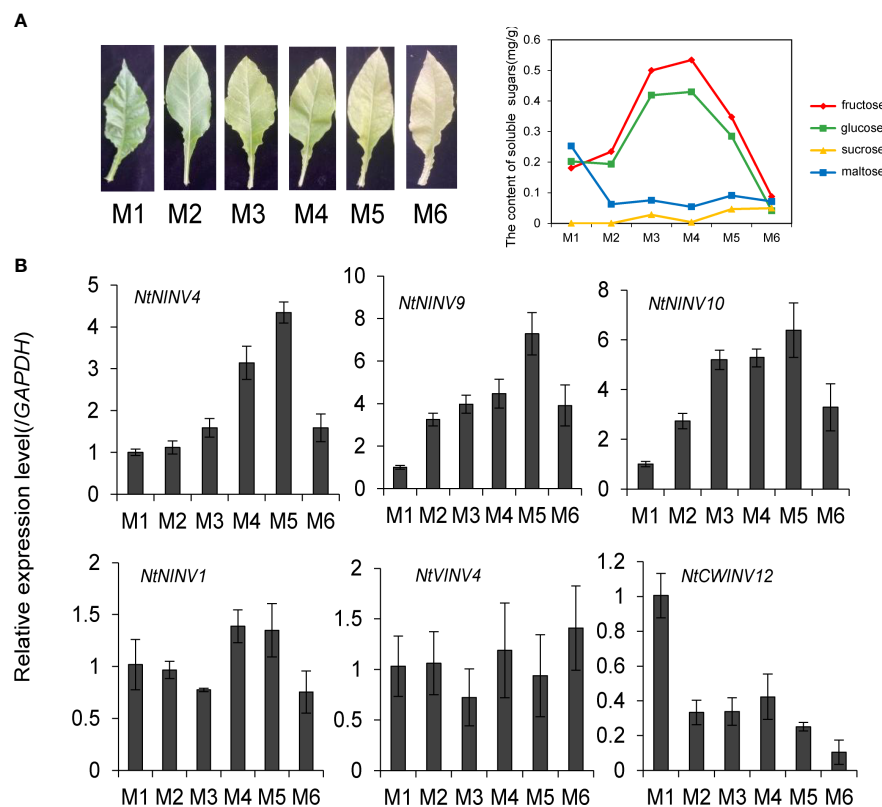 A
M1 M2 M3 M4 M5 M6
The content of soluble sugars(mg/g)
0.6
0.5
0.4
0.3
0.2
0.1
0
M1 M2 M3 M4 M5 M6
fructose
glucose
sucrose
maltose
B
Relative expression level(/GAPDH)
NtNINV4
5
4
3
2
1
0
M1 M2 M3 M4 M5 M6
NtNINV9
10
8
6
4
2
0
M1 M2 M3 M4 M5 M6
NtNINV10
8
6
4
2
0
M1 M2 M3 M4 M5 M6
NtNINV1
2
1.5
1
0.5
0
M1 M2 M3 M4 M5 M6
NtVINV4
2
1.5
1
0.5
0
M1 M2 M3 M4 M5 M6
NtCWINV12
1.2
1
0.8
0.6
0.4
0.2
0
M1 M2 M3 M4 M5 M6